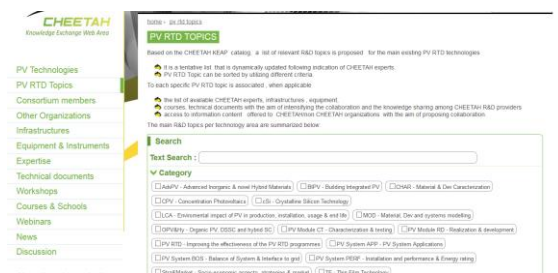 CHEETAH
Knowledge Exchange Web Area
PV Technologies
PV RTD Topics
Consortium members
Other Organizations
Infrastructures
Equipment & Instruments
Expertise
Technical documents
Workshops
Courses & Schools
Webinars
News
Discussion
home - pv rtd topics
PV RTD TOPICS
Based on the CHEETAH KEAP catalog, a list of relevant R&D topics is proposed for the main existing PV RTD technologies
It is a tentative list that is dynamically updated following indication of CHEETAH experts.
PV RTD Topic can be sorted by utilizing different criteria
To each specific PV RTD topic is associated, when applicable
the list of available CHEETAH experts, infrastructures, equipment,
courses, technical documents with the aim of intensifying the collaboration and the knowledge sharing among CHEETAH R&D providers
access to information content offered to CHEETAH/non CHEETAH organizations with the aim of proposing collaboration
The main R&D topics per technology area are summarized below
Search
Text Search :
Category
AdvPV - Advanced Inorganic & novel Hybrid Materials BIPV - Building Integrated PV CHAR - Material & Dev Caracterization
CPV - Concentration Photovoltaics cSi - Crystalline Silicon Technology
LCA - Enviromental impact of PV in production, installation, usage & end life MOD - Material, Dev and systems modelling
OPV&Hy - Organic PV, DSSC and hybrid SC PV Module CT - Characterization & testing PV Module RD - Realization & development
PV RTD - Improving the effectiveness of the PV RTD programmes PV System APP - PV System Applications
PV System BOS - Balance of System & Interface to grid PV System PERF - Installation and performance & Energy rating
Strat&Market - Socio-economic aspects, strategies & market TF - Thin Film Technology